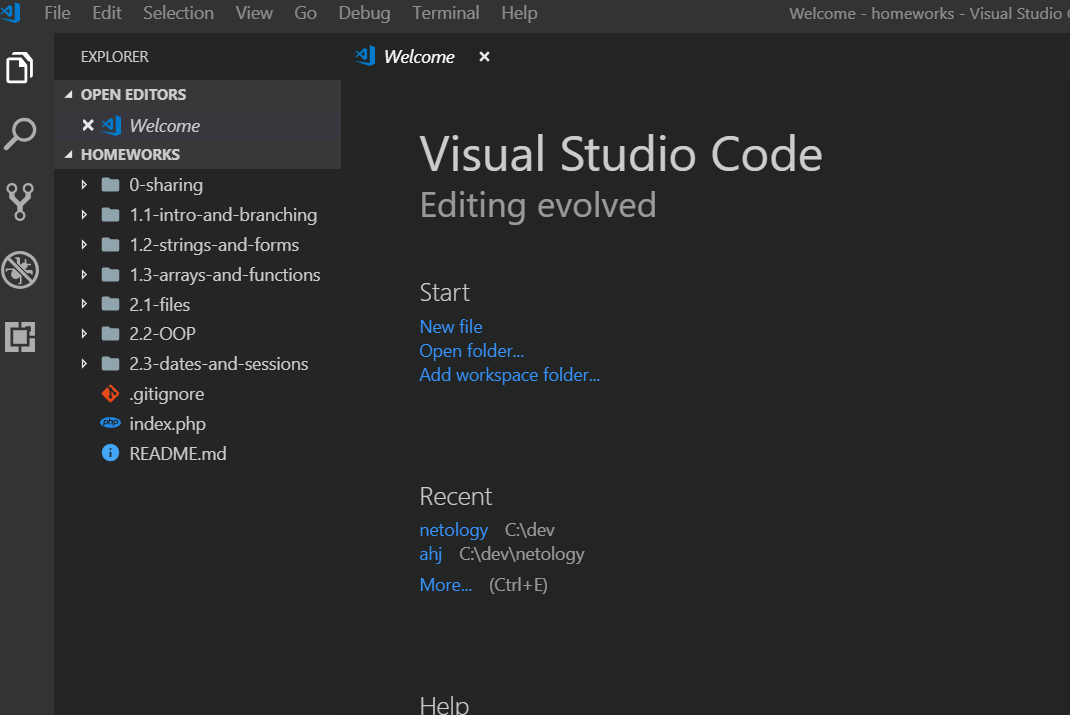 File Edit Selection View Go Debug Terminal Help Welcome - homeworks - Visual Studio
EXPLORER
Welcome
OPEN EDITORS
Welcome
HOMEWORKS
0-sharing
1.1-intro-and-branching
1.2-strings-and-forms
1.3-arrays-and-functions
2.1-files
2.2-OOP
2.3-dates-and-sessions
.gitignore
php index.php
README.md
Visual Studio Code
Editing evolved
Start
New file
Open folder...
Add workspace folder...
Recent
netology C:\dev
ahj C:\dev\netology
More... (Ctrl+E)
Help